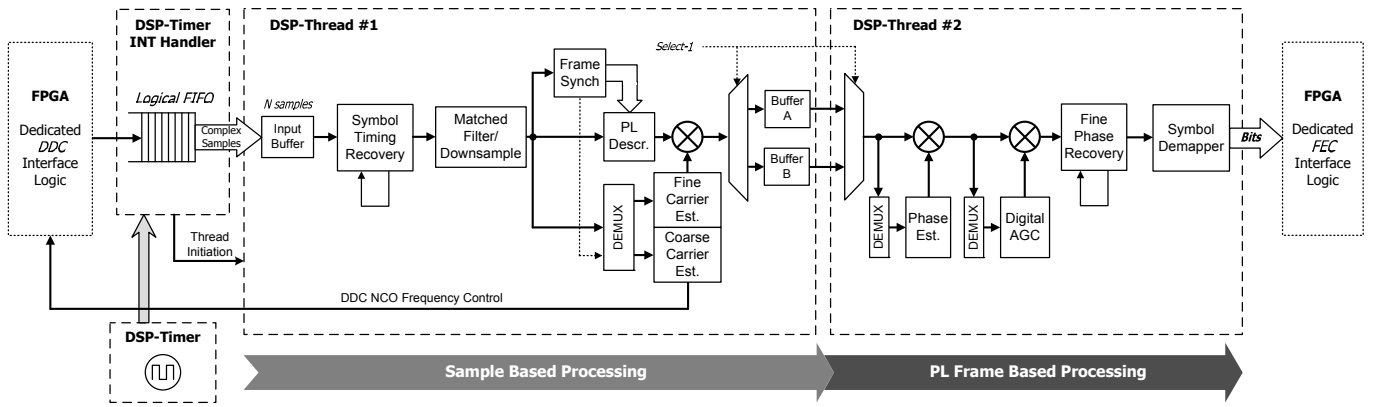 DSP-Timer
INT Handler
DSP-Thread #1
DSP-Thread #2
Select-1
FPGA
Dedicated
DDC
Interface
Logic
Logical FIFO
Complex
Samples
N samples
Input
Buffer
Symbol
Timing
Recovery
Matched
Filter/
Downsample
Frame
Synch
PL
Descr.
DEMUX
Fine
Carrier
Est.
Coarse
Carrier
Est.
Buffer
A
Buffer
B
DEMUX
Phase
Est.
DEMUX
Digital
AGC
Fine
Phase
Recovery
Symbol
Demapper
Bits
FPGA
Dedicated
FEC
Interface
Logic
Thread
Initiation
DDC NCO Frequency Control
DSP-Timer
Sample Based Processing
PL Frame Based Processing